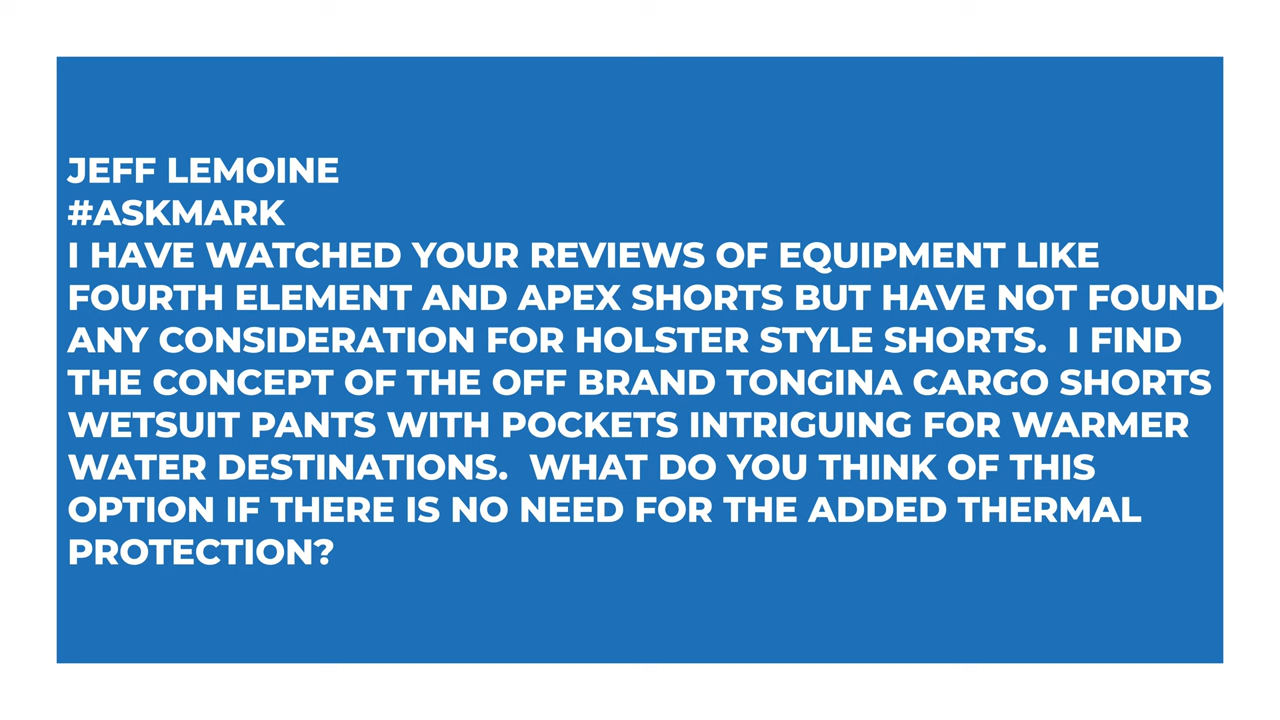 JEFF LEMOINE
#ASKMARK
I HAVE WATCHED YOUR REVIEWS OF EQUIPMENT LIKE
FOURTH ELEMENT AND APEX SHORTS BUT HAVE NOT FOUND
ANY CONSIDERATION FOR HOLSTER STYLE SHORTS.  I FIND
THE CONCEPT OF THE OFF BRAND TONGINA CARGO SHORTS
WETSUIT PANTS WITH POCKETS INTRIGUING FOR WARMER
WATER DESTINATIONS.  WHAT DO YOU THINK OF THIS
OPTION IF THERE IS NO NEED FOR THE ADDED THERMAL
PROTECTION?